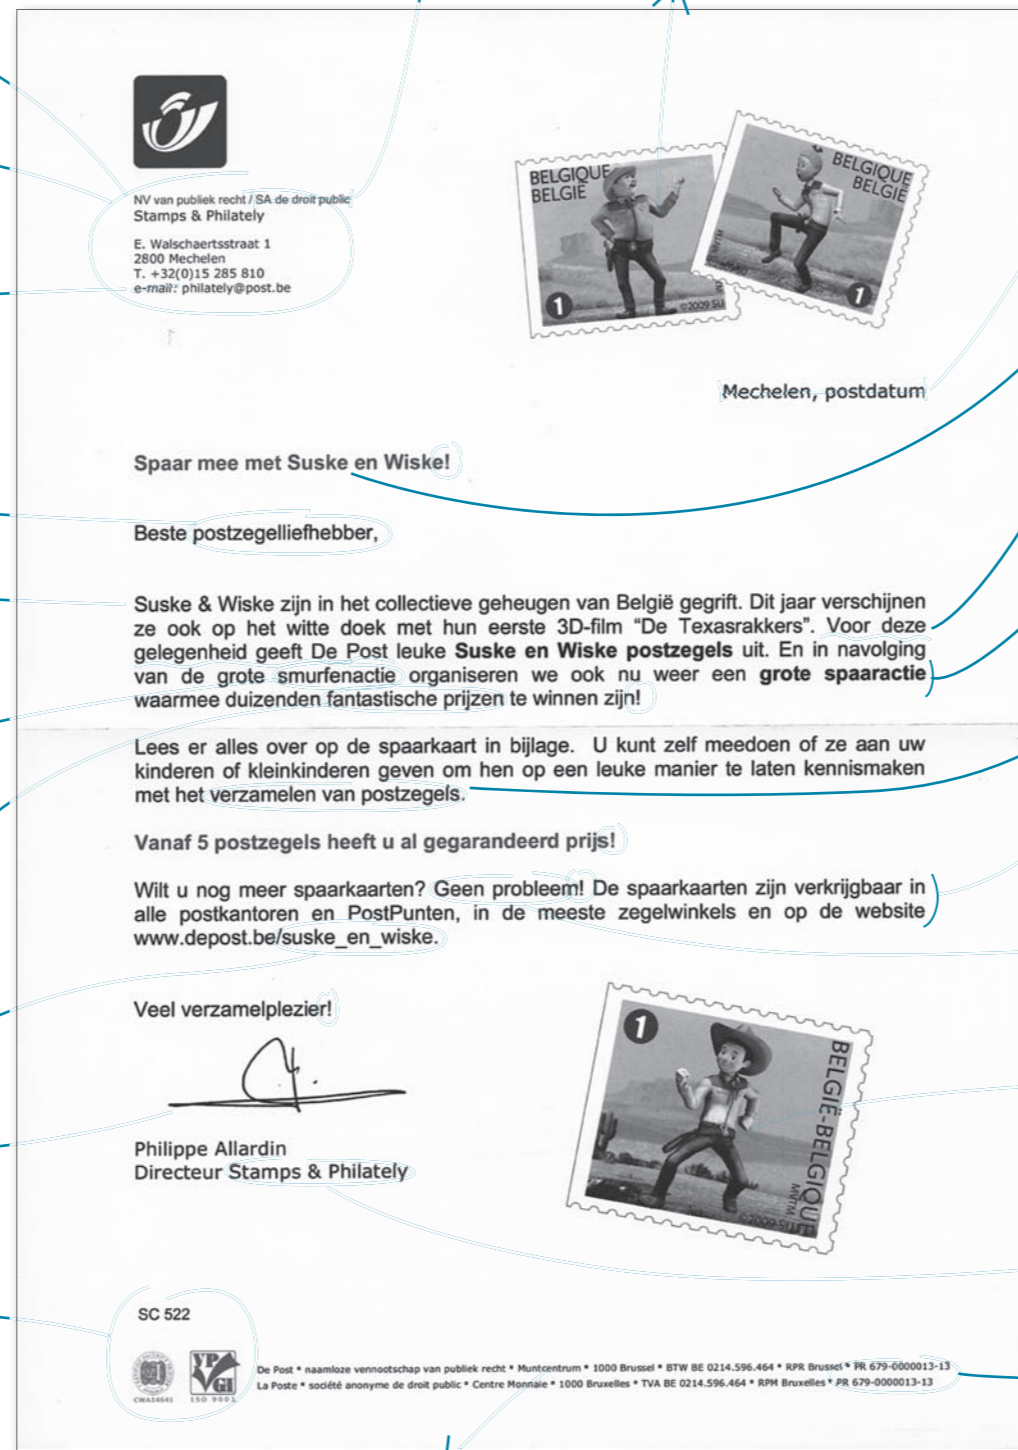 NV van publiek recht / SA de droit public
Stamps & Philately
E. Walschaertsstraat 1
2800 Mechelen
T. +32(0)15 285 810
e-mail: philately@post.be
BELGIQUE
BELGIË
1
©2009 SU
BELGIQUE
BELGIË
1
Mechelen, postdatum
Spaar mee met Suske en Wiske!
Beste postzegelliefhebber,
Suske & Wiske zijn in het collectieve geheugen van België gegrift. Dit jaar verschijnen
ze ook op het witte doek met hun eerste 3D-film “De Texasrakkers”. Voor deze
gelegenheid geeft De Post leuke Suske en Wiske postzegels uit. En in navolging
van de grote smurfenactie organiseren we ook nu weer een grote spaaractie
waarmee duizenden fantastische prijzen te winnen zijn!
Lees er alles over op de spaarkaart in bijlage. U kunt zelf meedoen of ze aan uw
kinderen of kleinkinderen geven om hen op een leuke manier te laten kennismaken
met het verzamelen van postzegels.
Vanaf 5 postzegels heeft u al gegarandeerd prijs!
Wilt u nog meer spaarkaarten? Geen probleem! De spaarkaarten zijn verkrijgbaar in
alle postkantoren en PostPunten, in de meeste zegelwinkels en op de website
www.depost.be/suske_en_wiske.
Veel verzamelplezier!
Philippe Allardin
Directeur Stamps & Philately
1
BELGIË-BELGIQUE
MVTM
SC 522
CWA14641
VP
GI
ISO 9001
De Post * naamloze vennootschap van publiek recht * Muntcentrum * 1000 Brussel * BTW BE 0214.596.464 * RPR Brussel * PR 679-0000013-13
La Poste * société anonyme de droit public * Centre Monnaie * 1000 Bruxelles * TVA BE 0214.596.464 * RPM Bruxelles * PR 679-0000013-13